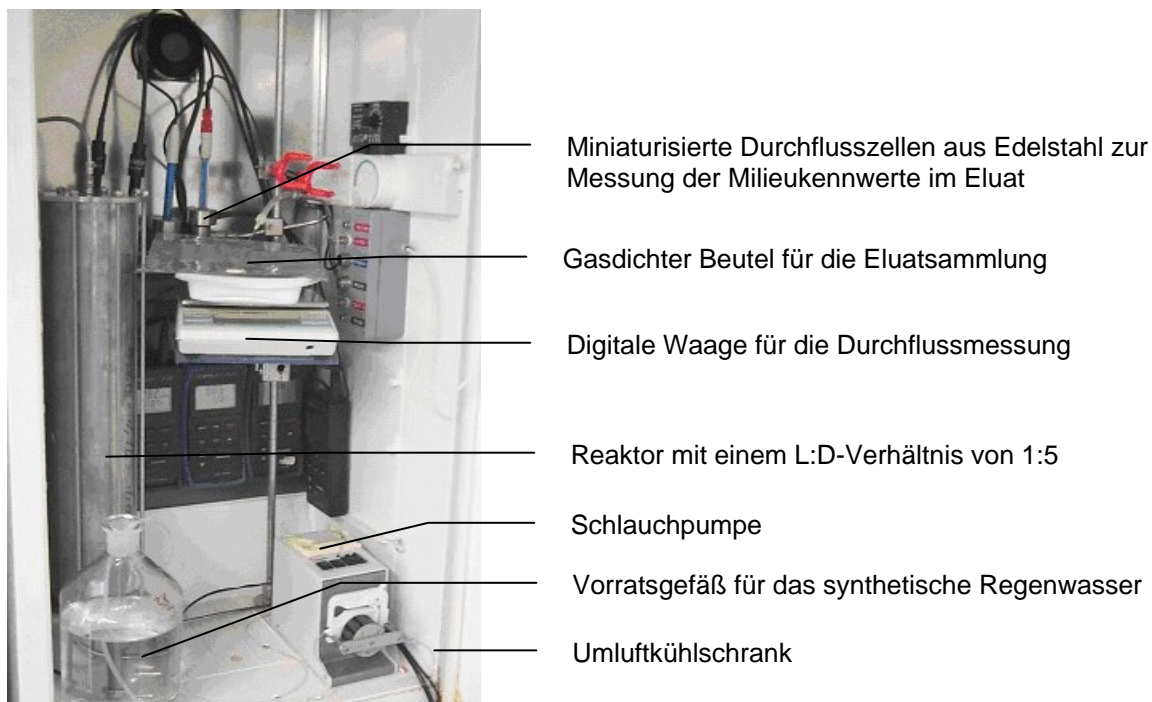 Miniaturisierte Durchflusszellen aus Edelstahl zur
Messung der Milieukennwerte im Eluat
Gasdichter Beutel für die Eluatsammlung
Digitale Waage für die Durchflussmessung
Reaktor mit einem L:D-Verhältnis von 1:5
Schlauchpumpe
Vorratsgefäß für das synthetische Regenwasser
Umluftkühlschrank